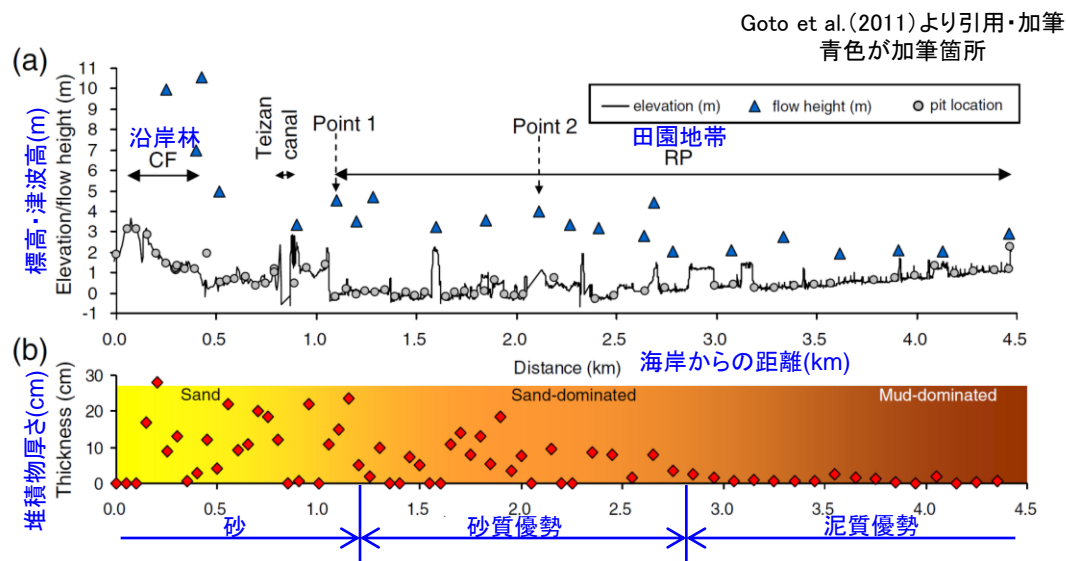 Goto et al.(2011)より引用・加筆
青色が加筆箇所
(a)
標高・津波高(m)
Elevation/flow height (m)
11
10
9
8
7
6
5
4
3
2
1
0
-1
elevation (m) flow height (m) pit location
沿岸林
CF
Teizan
canal
Point 1
Point 2
田園地帯
RP
0.0 0.5 1.0 1.5 2.0 2.5 3.0 3.5 4.0 4.5
Distance (km) 海岸からの距離(km)
(b)
堆積物厚さ(cm)
Thickness (cm)
30
20
10
0
Sand Sand-dominated Mud-dominated
0.0 0.5 1.0 1.5 2.0 2.5 3.0 3.5 4.0 4.5
砂 砂質優勢 泥質優勢